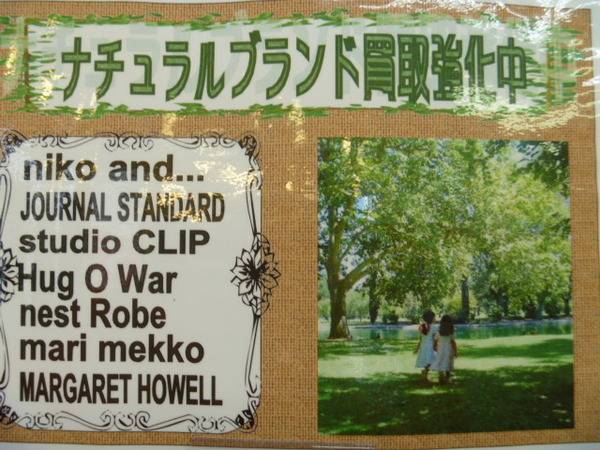 ナチュラルブランド買取強化中
niko and...
JOURNAL STANDARD
studio CLIP
Hug O War
nest Robe
mari mekko
MARGARET HOWELL